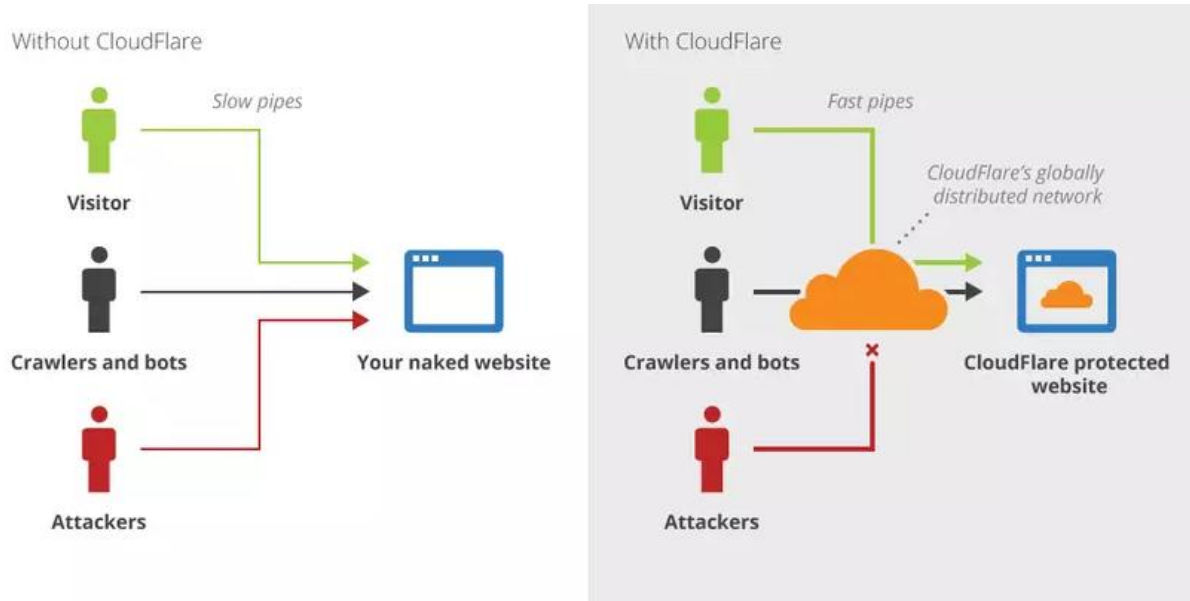 Without CloudFlare
Slow pipes
Visitor
Crawlers and bots
Your naked website
Attackers
With CloudFlare
Fast pipes
CloudFlare's globally
distributed network
Visitor
Crawlers and bots
CloudFlare protected
website
Attackers